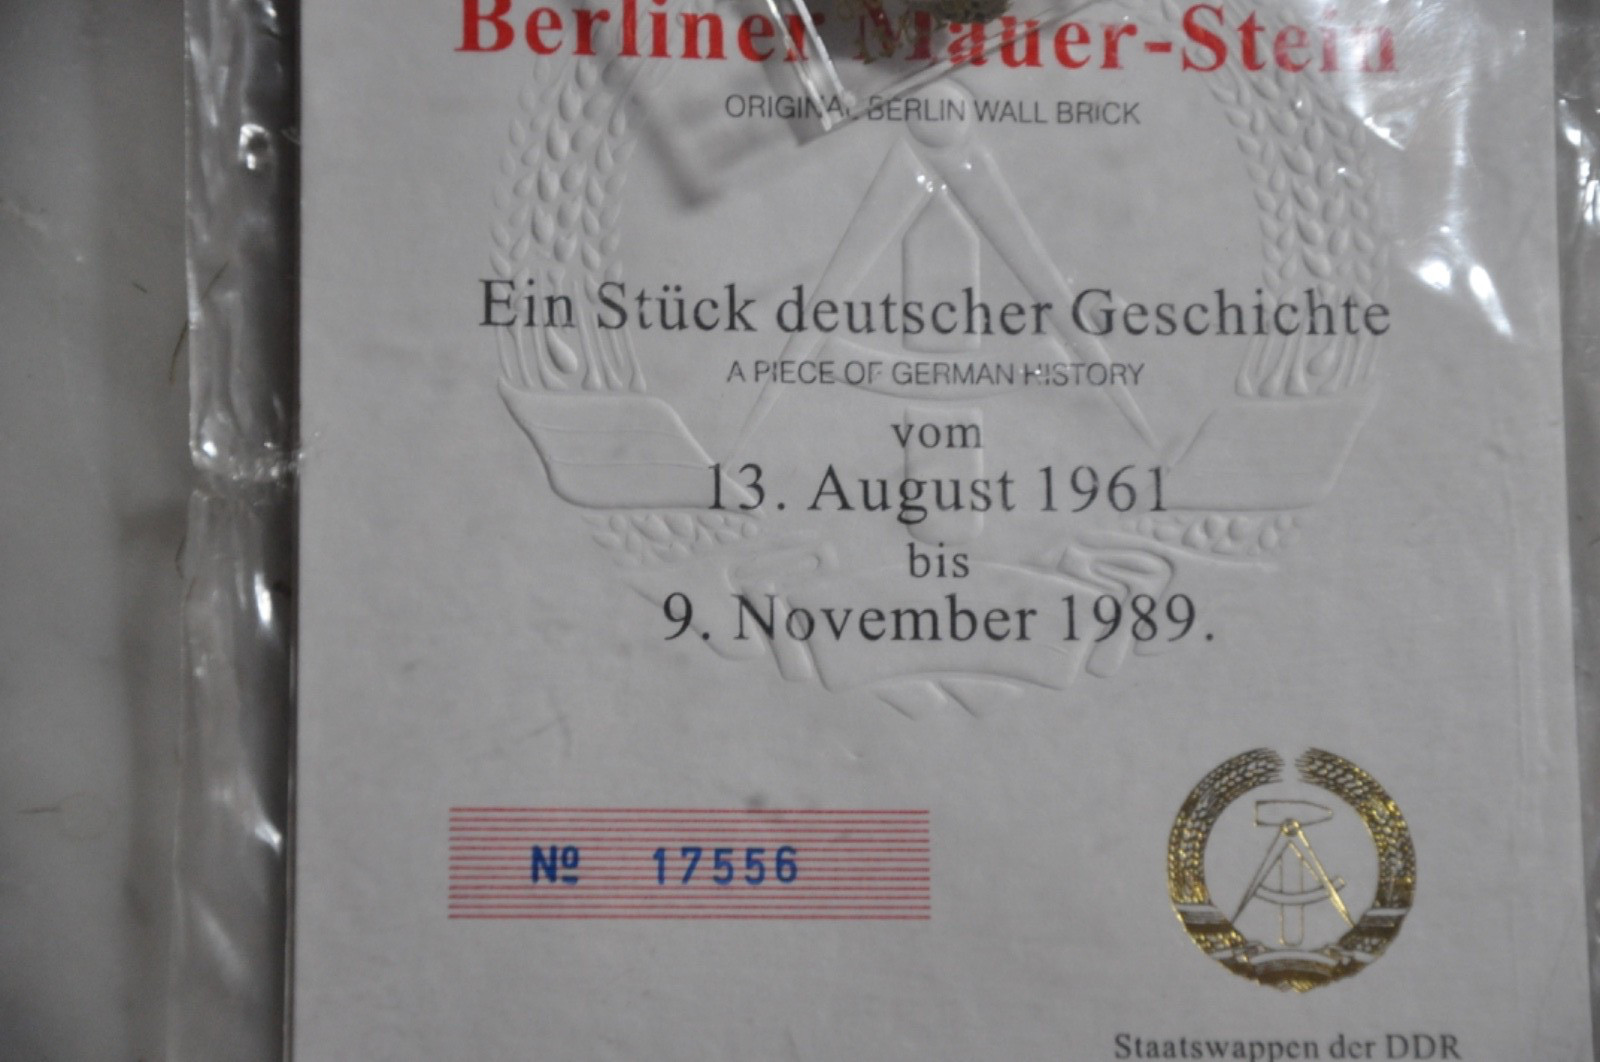 Berliner Mauer-Stein
ORIGINAL BERLIN WALL BRICK
Ein Stück deutscher Geschichte
A PIECE OF GERMAN HISTORY
vom
13. August 1961
bis
9. November 1989.
Nº 17556
Staatswappen der DDR